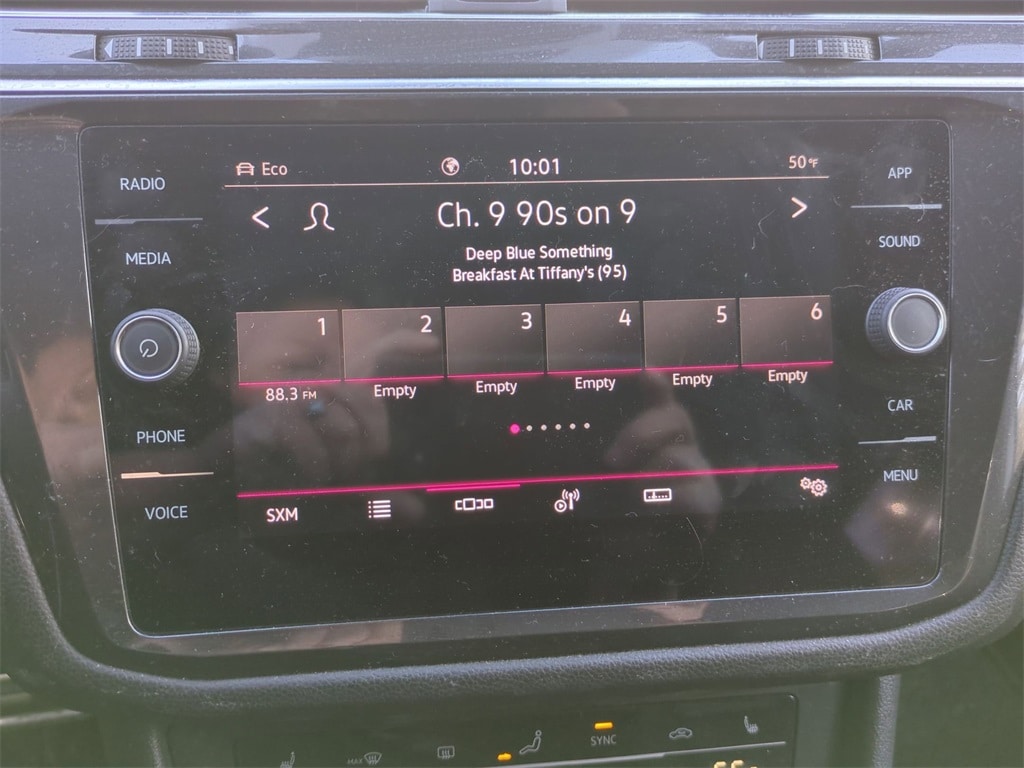 Eco 10:01 50°F
RADIO
APP
Ch. 9 90s on 9
MEDIA
SOUND
Deep Blue Something
Breakfast At Tiffany's (95)
1 2 3 4 5 6
88.3 FM Empty Empty Empty Empty Empty
CAR
PHONE
MENU
VOICE
SXM
SYNC
MAX